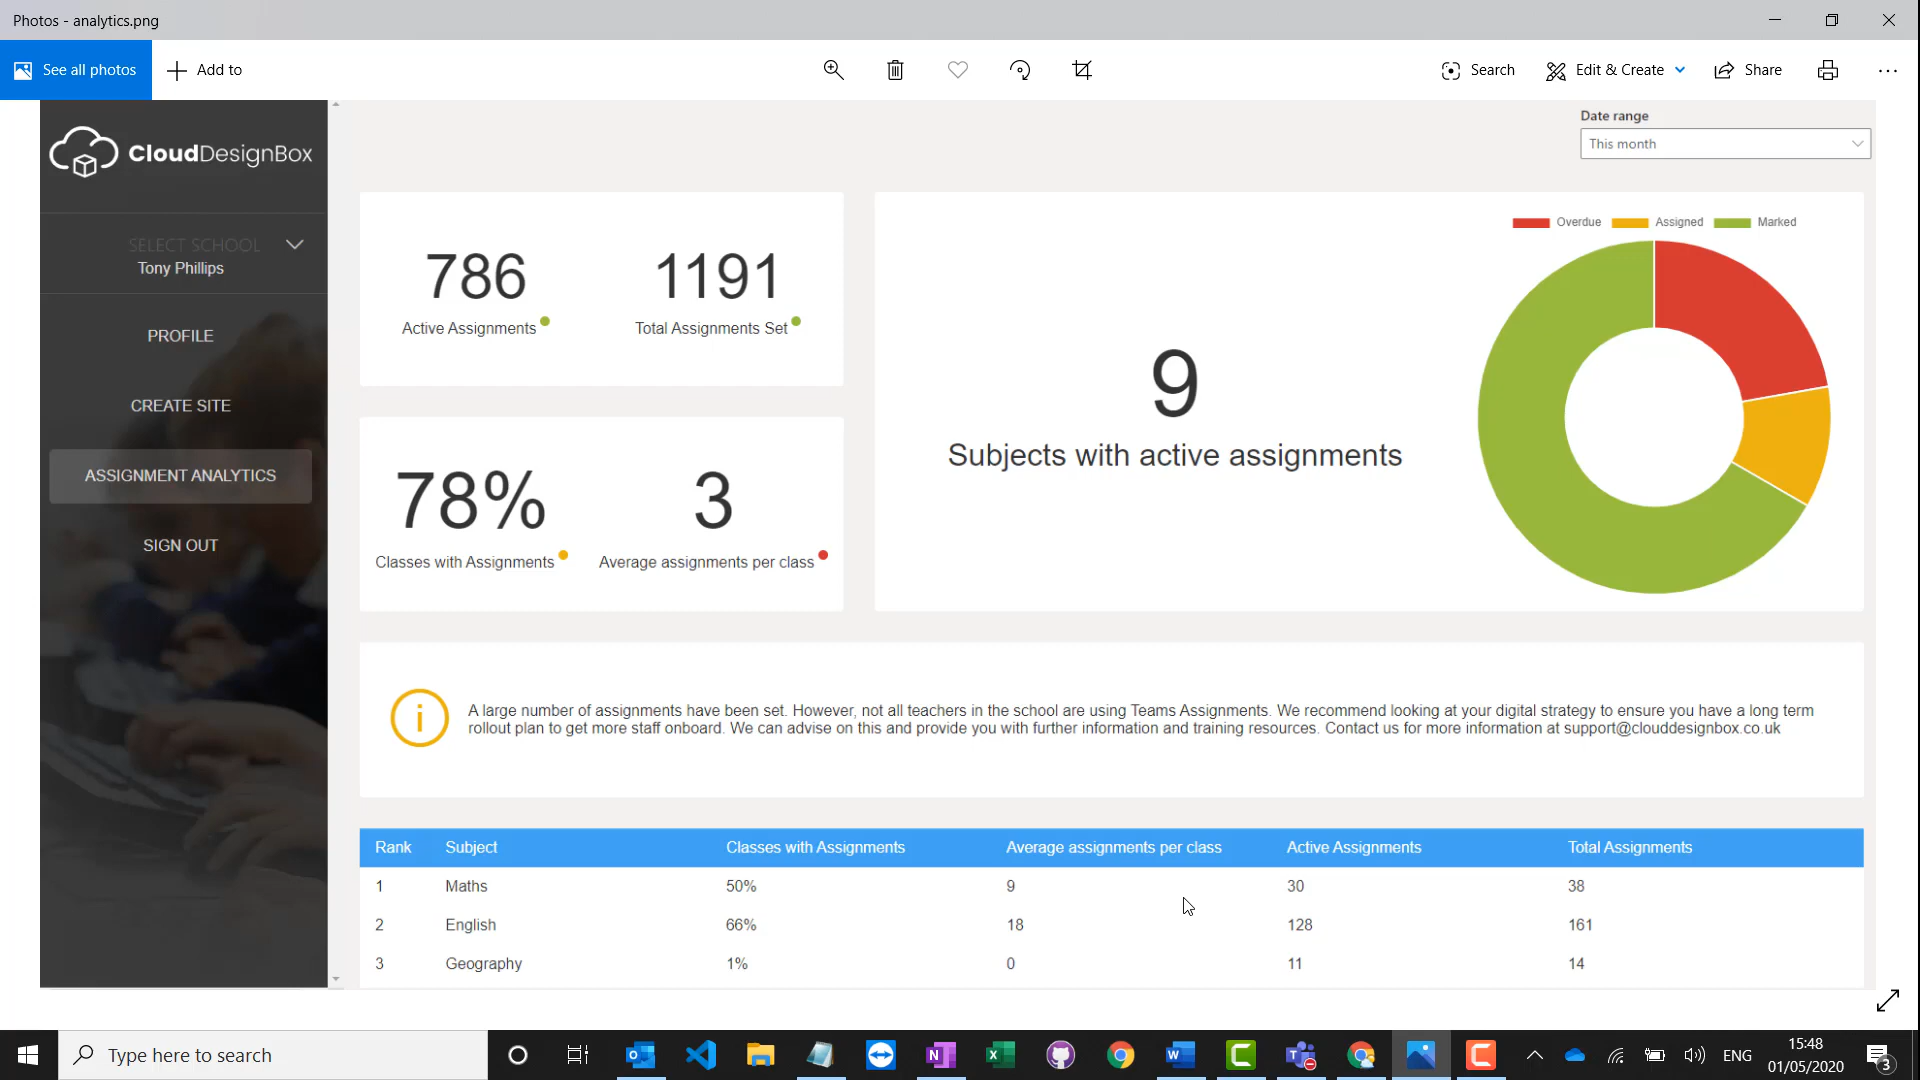 Photos - analytics.png
See all photos
Add to
Search
Edit & Create
Share
CloudDesignBox
Date range
This month
SELECT SCHOOL
Tony Phillips
PROFILE
CREATE SITE
ASSIGNMENT ANALYTICS
SIGN OUT
786
Active Assignments
1191
Total Assignments Set
78%
Classes with Assignments
3
Average assignments per class
9
Subjects with active assignments
Overdue Assigned Marked
A large number of assignments have been set. However, not all teachers in the school are using Teams Assignments. We recommend looking at your digital strategy to ensure you have a long term
rollout plan to get more staff onboard. We can advise on this and provide you with further information and training resources. Contact us for more information at support@clouddesignbox.co.uk
Rank Subject Classes with Assignments Average assignments per class Active Assignments Total Assignments
1 Maths 50% 9 30 38
2 English 66% 18 128 161
3 Geography 1% 0 11 14
Type here to search
ENG
15:48
01/05/2020
3